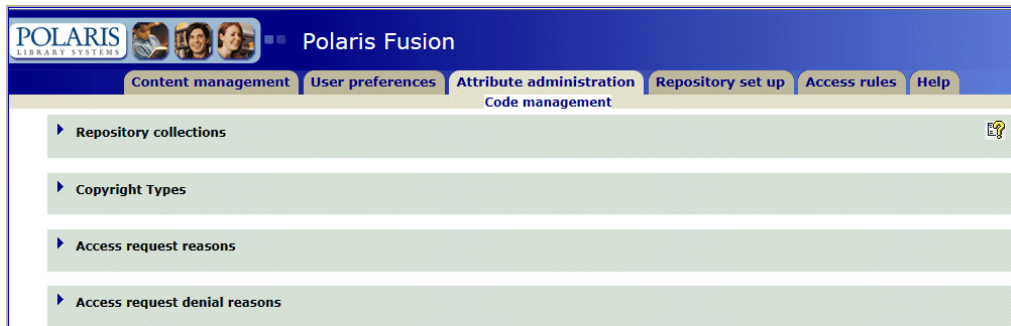 POLARIS
LIBRARY SYSTEMS
Polaris Fusion
Content management User preferences Attribute administration Repository set up Access rules Help
Code management
Repository collections
Copyright Types
Access request reasons
Access request denial reasons